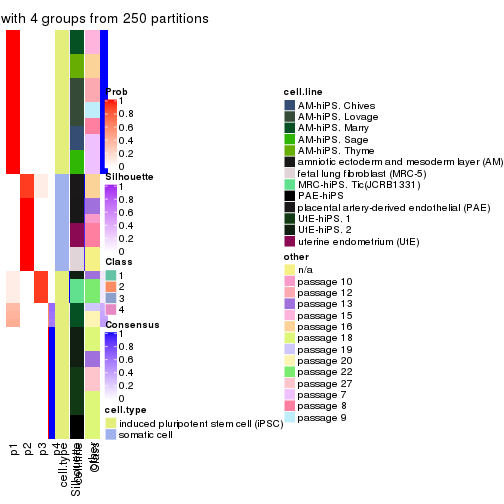 with 4 groups from 250 partitions
Prob
1
0.8
0.6
0.4
0.2
0
Silhouette
1
0.8
0.6
0.4
0.2
0
Class
1
2
3
4
Consensus
1
0.8
0.6
0.4
0.2
0
cell.type
induced pluripotent stem cell (iPSC)
somatic cell
cell.line
AM-hiPS. Chives
AM-hiPS. Lovage
AM-hiPS. Marry
AM-hiPS. Sage
AM-hiPS. Thyme
amniotic ectoderm and mesoderm layer (AM)
fetal lung fibroblast (MRC-5)
MRC-hiPS. Tic(JCRB1331)
PAE-hiPS
placental artery-derived endothelial (PAE)
UtE-hiPS. 1
UtE-hiPS. 2
uterine endometrium (UtE)
other
n/a
passage 10
passage 12
passage 13
passage 15
passage 16
passage 18
passage 19
passage 20
passage 22
passage 27
passage 7
passage 8
passage 9
p1
p2
p3
p4
cell.type
Silhouette
other